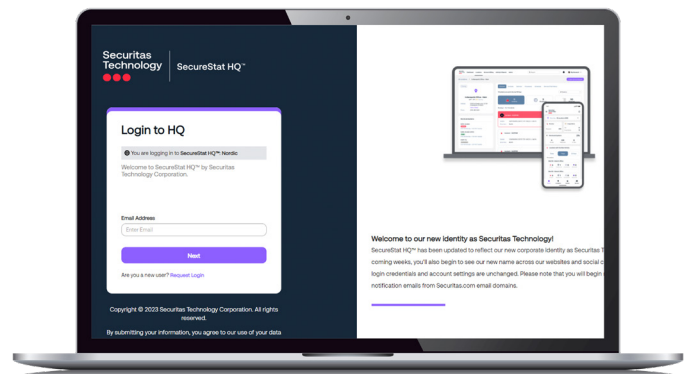 Securitas
Technology
SecureStat HQ™
Login to HQ
You are logging in to SecureStat HQ™: Nordic
Welcome to SecureStat HQ™ by Securitas
Technology Corporation.
Email Address
Enter Email
Next
Are you a new user? Request Login
Copyright © 2023 Securitas Technology Corporation. All rights
reserved.
By submitting your information, you agree to our use of your data
Welcome to our new identity as Securitas Technology!
SecureStat HQ™ has been updated to reflect our new corporate identity as Securitas T
coming weeks, you'll also begin to see our new name across our websites and social c
login credentials and account settings are unchanged. Please note that you will begin
notification emails from Securitas.com email domains.